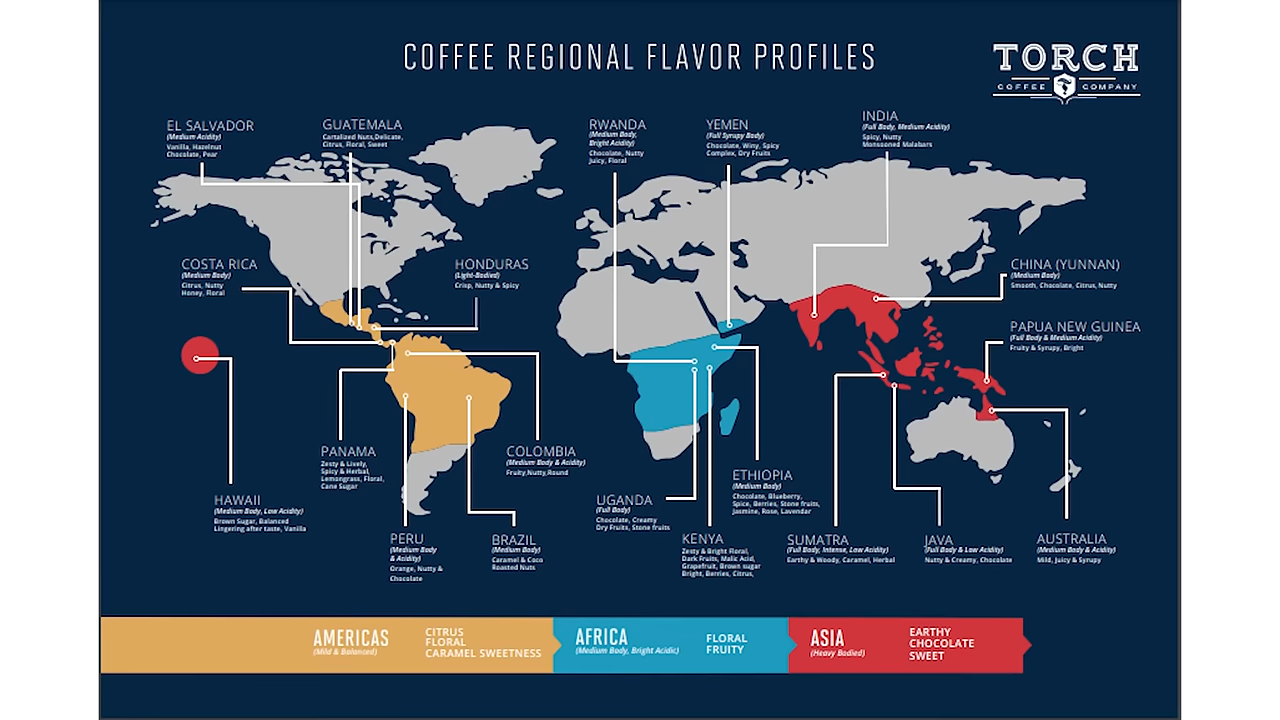 COFFEE REGIONAL FLAVOR PROFILES
TORCH
COFFEE COMPANY
EL SALVADOR
(Medium Acidity)
Vanilla, Hazelnut
Chocolate, Pear
GUATEMALA
Cartalized Nuts,Delicate,
Citrus, Floral, Sweet
RWANDA
(Medium Body,
Bright Acidity)
Chocolate, Nutty
Juicy, Floral
YEMEN
(Full Syrupy Body)
Chocolate, Winy, Spicy
Complex, Dry Fruits
INDIA
(Full Body, Medium Acidity)
Spicy, Nutty
Monsooned Malabars
COSTA RICA
(Medium Body)
Citrus, Nutty
Honey, Floral
HONDURAS
(Light-Bodied)
Crisp, Nutty & Spicy
CHINA (YUNNAN)
(Medium Body)
Smooth, Chocolate, Citrus, Nutty
PAPUA NEW GUINEA
(Full Body & Medium Acidity)
Fruity & Syrupy, Bright
PANAMA
Zesty & Lively,
Spicy & Herbal,
Lemongrass, Floral,
Cane Sugar
COLOMBIA
(Medium Body & Acidity)
Fruity,Nutty,Round
HAWAII
(Medium Body, Low Acidity)
Brown Sugar, Balanced
Lingering after taste, Vanilla
UGANDA
(Full Body)
Chocolate, Creamy
Dry Fruits, Stone fruits
ETHIOPIA
(Medium Body)
Chocolate, Blueberry,
Spice, Berries, Stone fruits,
Jasmine, Rose, Lavendar
PERU
(Medium Body
& Acidity)
Orange, Nutty &
Chocolate
BRAZIL
(Medium Body)
Caramel & Coco
Roasted Nuts
KENYA
Zesty & Bright Floral,
Dark Fruits, Malic Acid,
Grapefruit, Brown sugar
Bright, Berries, Citrus,
SUMATRA
(Full Body, Intense, Low Acidity)
Earthy & Woody, Caramel, Herbal
JAVA
(Full Body & Low Acidity)
Nutty & Creamy, Chocolate
AUSTRALIA
(Medium Body & Acidity)
Mild, Juicy & Syrupy
AMERICAS
(Mild & Balanced)
CITRUS
FLORAL
CARAMEL SWEETNESS
AFRICA
(Medium Body, Bright Acidic)
FLORAL
FRUITY
ASIA
(Heavy Bodied)
EARTHY
CHOCOLATE
SWEET